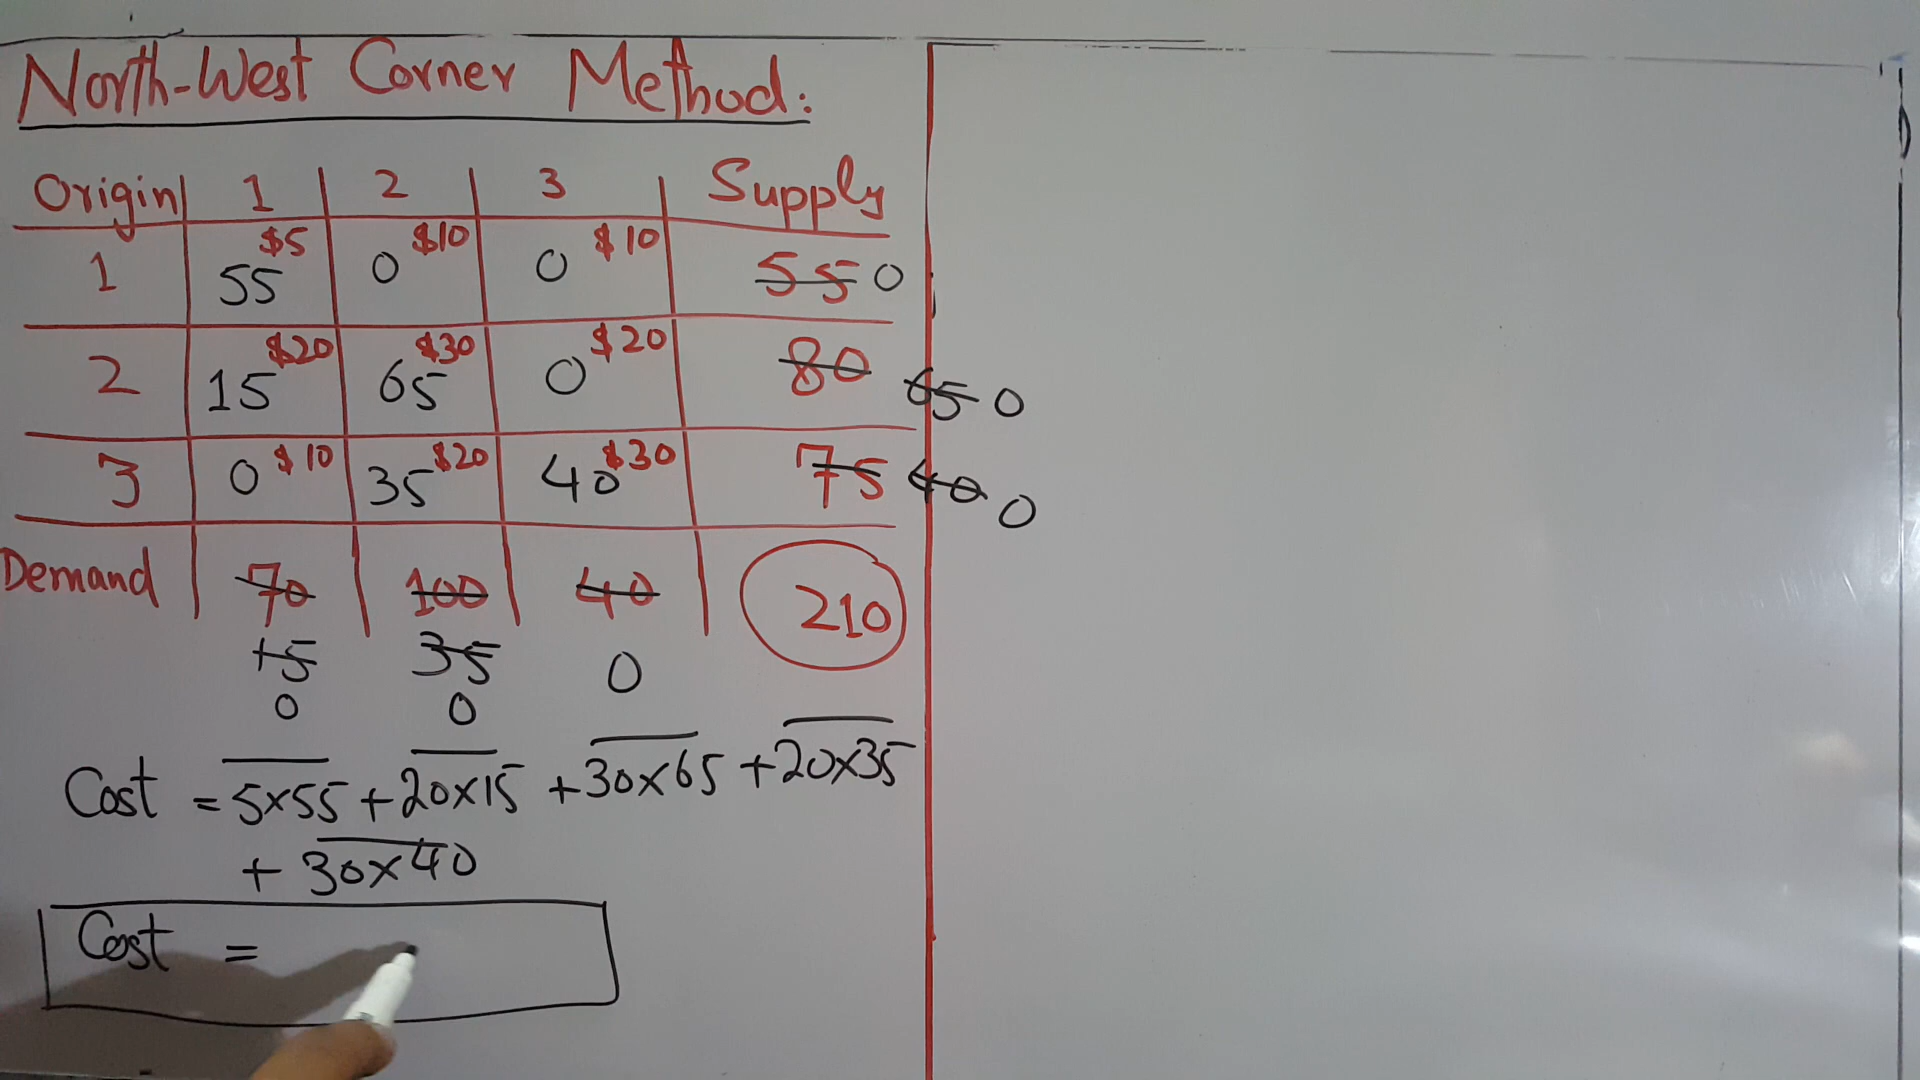 North-West Corner Method:
Origin 1 2 3 Supply
1 55 $5 0 $10 0 $10 55 0
2 15 $20 65 $30 0 $20 80 65 0
3 0 $10 35 $20 40 $30 75 40 0
Demand 70 100 40 210
15 35 0
0 0
Cost = 5×55 + 20×15 + 30×65 + 20×35
+ 30×40
Cost =